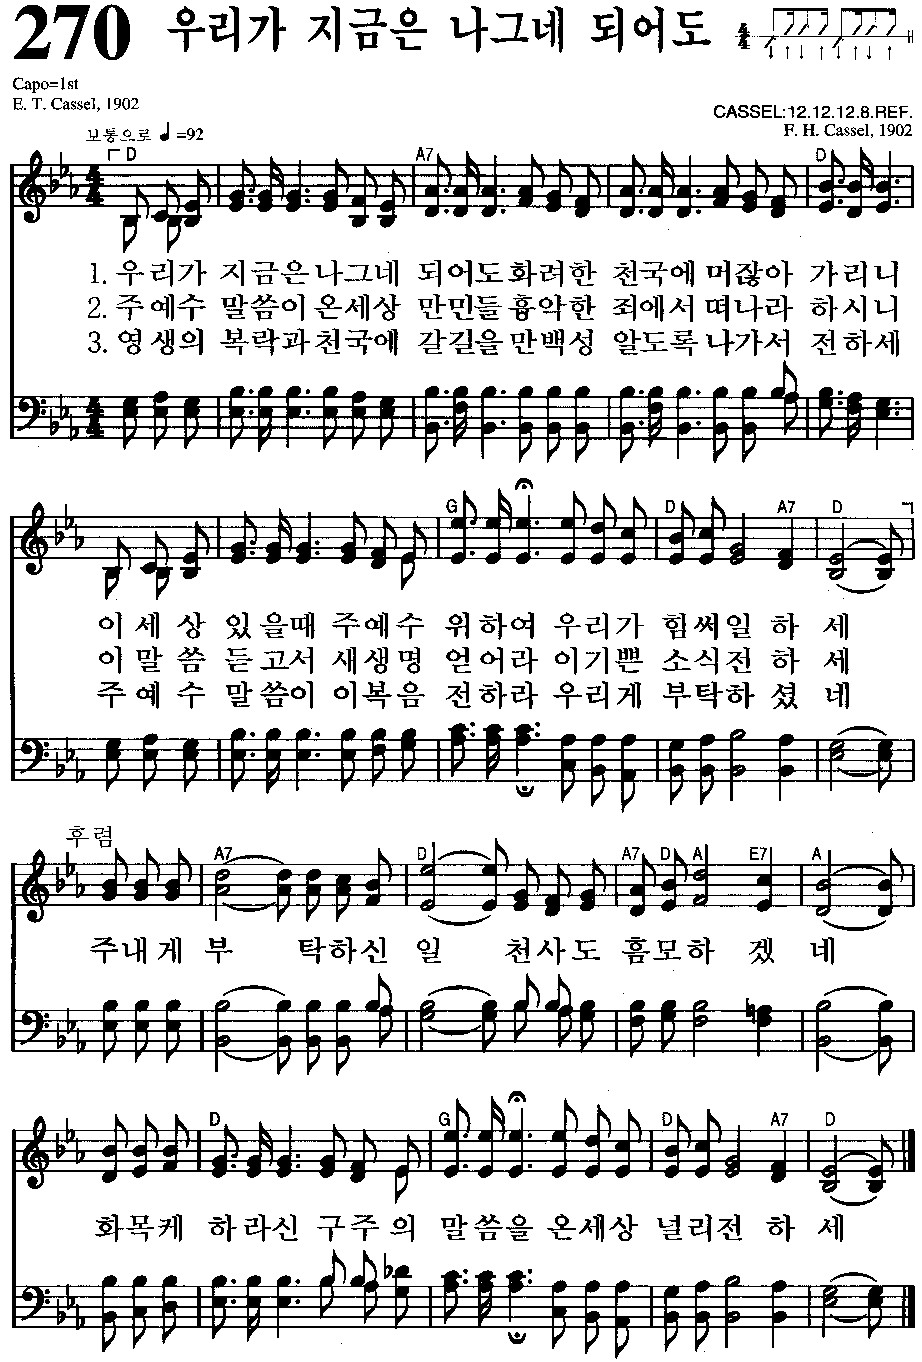 270 우리가 지금은 나그네 되어도 4/4
Capo=1st
E. T. Cassel, 1902
CASSEL:12.12.12.8.REF.
F. H. Cassel, 1902
보통으로 ♩=92
D A7 D
1. 우리가 지금은나그네 되어도화려한 천국에 머잖아 가리니
2. 주예수 말씀이온세상 만민들흉악한 죄에서 떠나라 하시니
3. 영생의 복락과천국에 갈길을만백성 알도록나가서 전하세
G D A7 D
이세상 있을때 주예수 위하여 우리가 힘써일 하 세
이말씀 듣고서 새생명 얻어라 이기쁜 소식전 하 세
주예수 말씀이 이복음 전하라 우리게 부탁하 셨 네
후렴
A7 D A7 D A E7 A
주내게 부 탁하신 일 천사도 흠모하 겠 네
D G D A7 D
화목케 하라신 구주의 말씀을 온세상 널리전 하 세